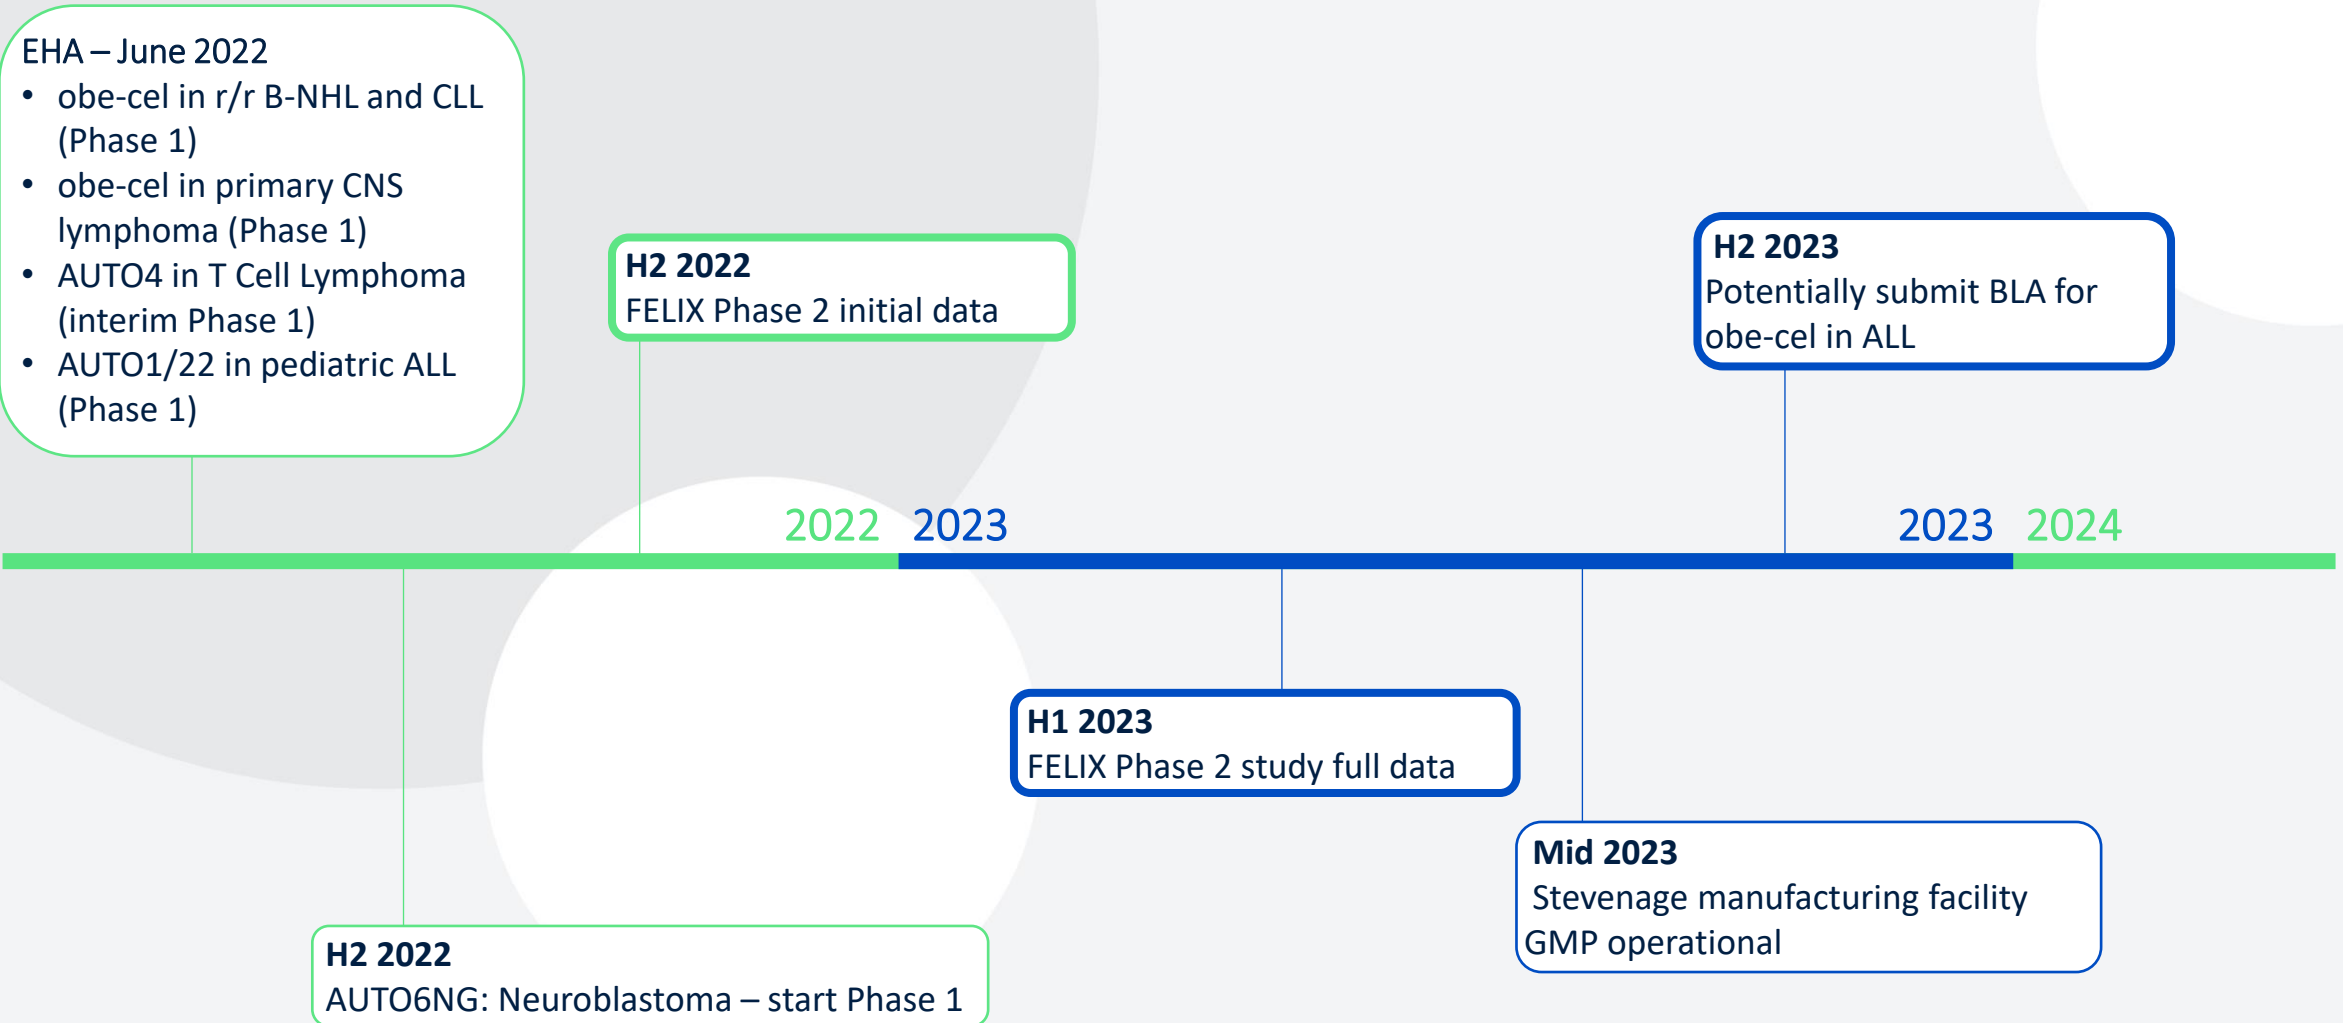 EHA – June 2022
• obe-cel in r/r B-NHL and CLL
(Phase 1)
• obe-cel in primary CNS
lymphoma (Phase 1)
• AUTO4 in T Cell Lymphoma
(interim Phase 1)
• AUTO1/22 in pediatric ALL
(Phase 1)
H2 2022
FELIX Phase 2 initial data
H2 2023
Potentially submit BLA for
obe-cel in ALL
2022 2023
2023 2024
H1 2023
FELIX Phase 2 study full data
Mid 2023
Stevenage manufacturing facility
GMP operational
H2 2022
AUTO6NG: Neuroblastoma – start Phase 1